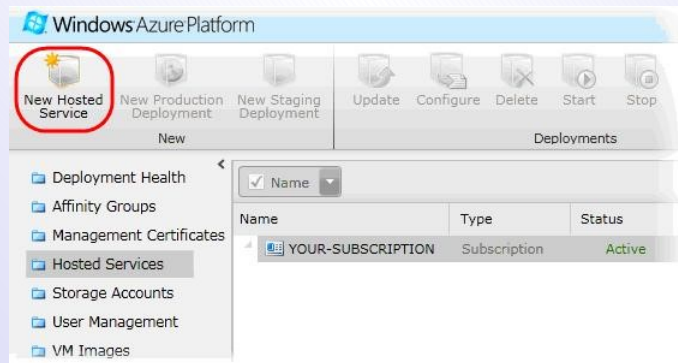 Windows Azure Platform
New Hosted Service
New Production Deployment
New Staging Deployment
Update
Configure
Delete
Start
Stop
New
Deployments
Deployment Health
Affinity Groups
Management Certificates
Hosted Services
Storage Accounts
User Management
VM Images
Name
Name Type Status
YOUR-SUBSCRIPTION Subscription Active